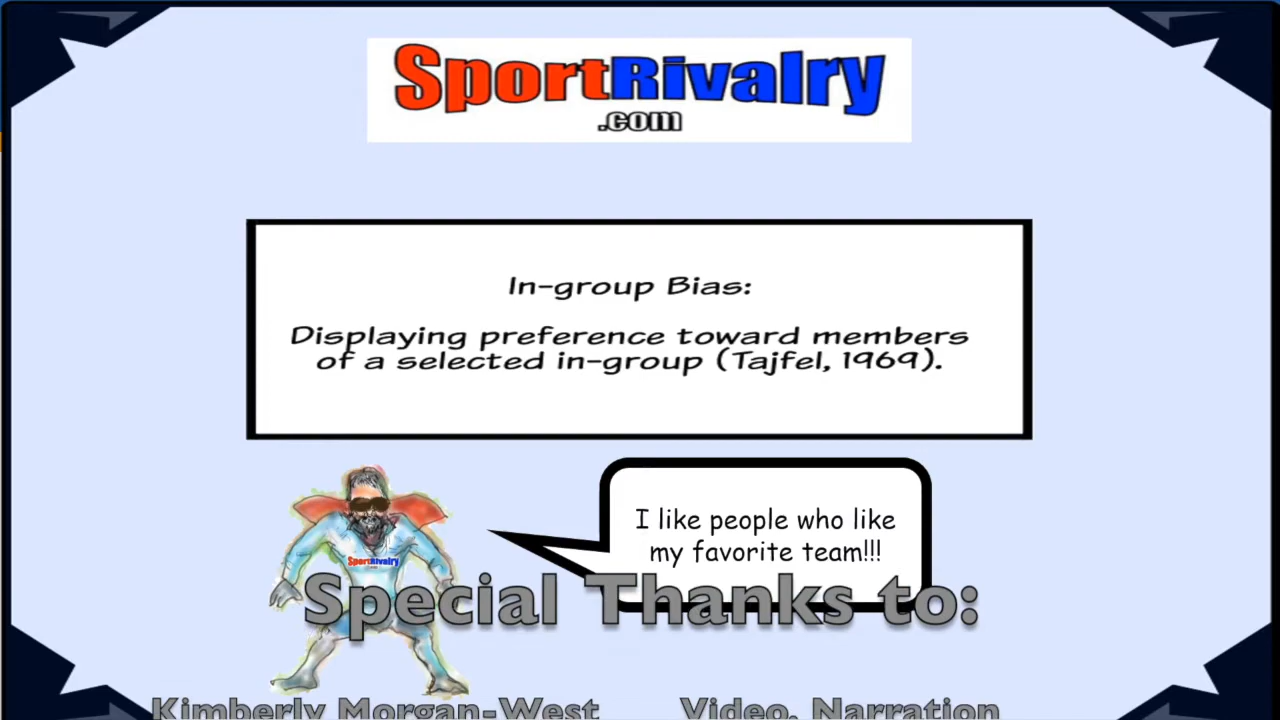 SportRivalry
.com
In-group Bias:
Displaying preference toward members
of a selected in-group (Tajfel, 1969).
I like people who like
my favorite team!!!
SportRivalry
Special Thanks to:
Kimberly Morgan-West Video, Narration